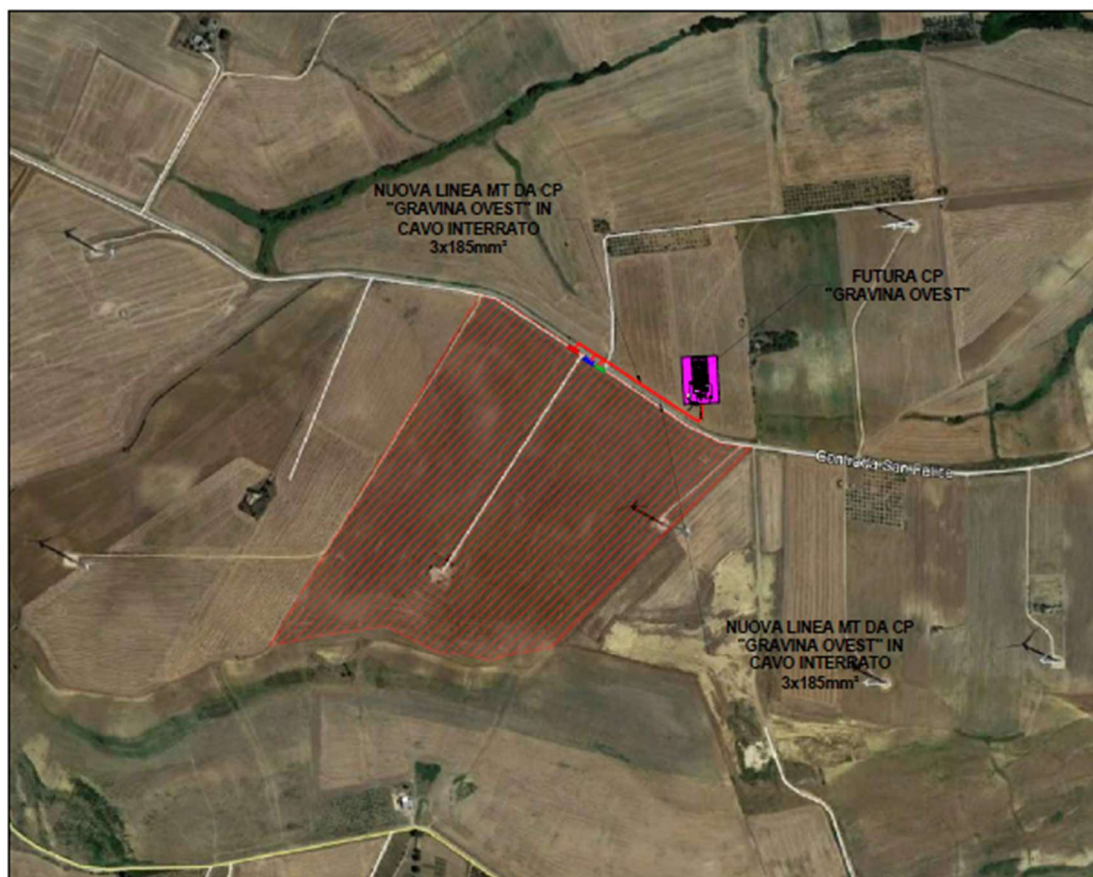 NUOVA LINEA MT DA CP
"GRAVINA OVEST" IN
CAVO INTERRATO
3x185mm²
FUTURA CP
"GRAVINA OVEST"
Contrada San Felice
NUOVA LINEA MT DA CP
"GRAVINA OVEST" IN
CAVO INTERRATO
3x185mm²